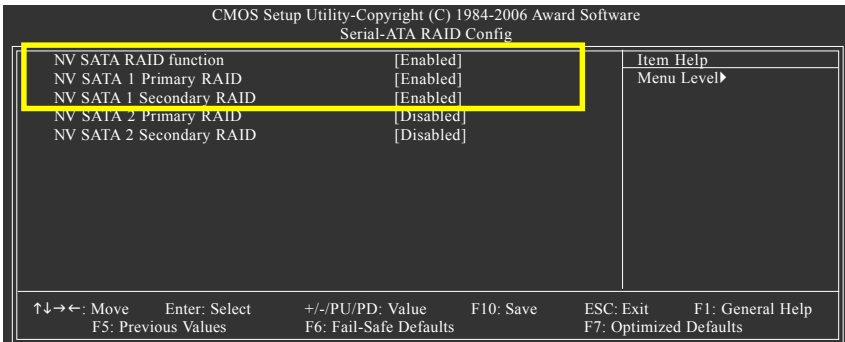 CMOS Setup Utility-Copyright (C) 1984-2006 Award Software
Serial-ATA RAID Config
NV SATA RAID function [Enabled]
NV SATA 1 Primary RAID [Enabled]
NV SATA 1 Secondary RAID [Enabled]
NV SATA 2 Primary RAID [Disabled]
NV SATA 2 Secondary RAID [Disabled]
Item Help
Menu Level▶
↑↓→←: Move Enter: Select +/-/PU/PD: Value F10: Save ESC: Exit F1: General Help
F5: Previous Values F6: Fail-Safe Defaults F7: Optimized Defaults